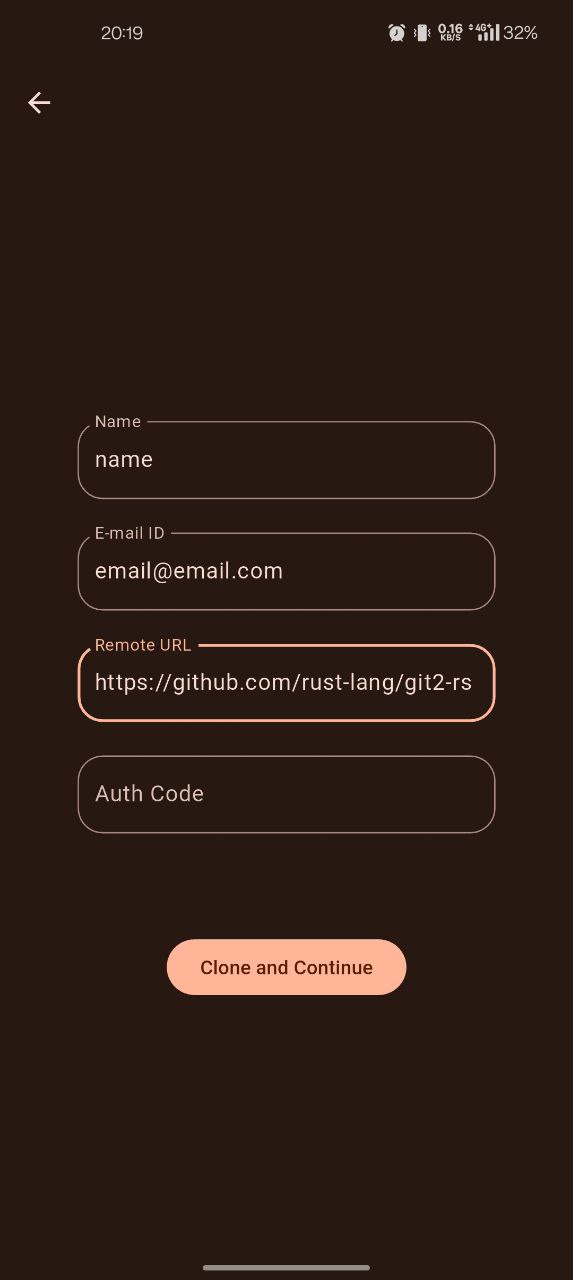 20:19
0.16
KB/S
4G+
32%
Name
name
E-mail ID
email@email.com
Remote URL
https://github.com/rust-lang/git2-rs
Auth Code
Clone and Continue